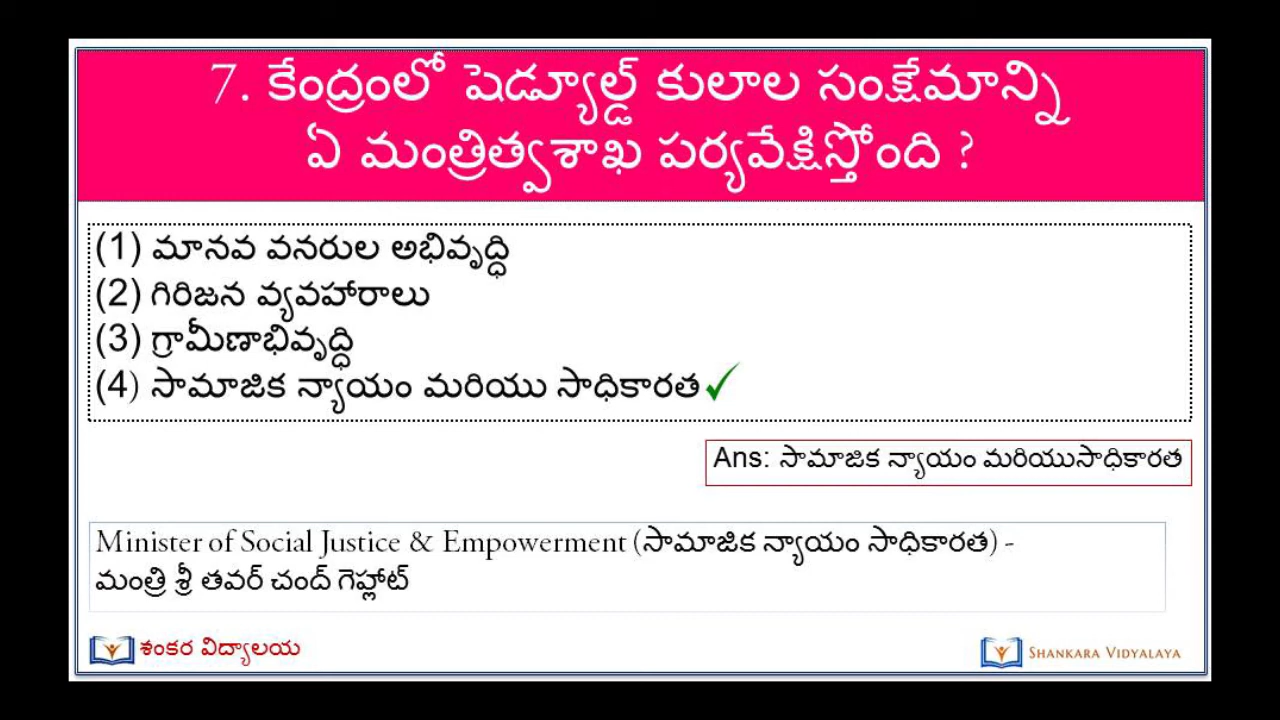 7. కేంద్రంలో షెడ్యూల్డ్ కులాల సంక్షేమాన్ని
ఏ మంత్రిత్వశాఖ పర్యవేక్షిస్తోంది ?
(1) మానవ వనరుల అభివృద్ధి
(2) గిరిజన వ్యవహారాలు
(3) గ్రామీణాభివృద్ధి
(4) సామాజిక న్యాయం మరియు సాధికారత
Ans: సామాజిక న్యాయం మరియుసాధికారత
Minister of Social Justice & Empowerment (సామాజిక న్యాయం సాధికారత) -
మంత్రి శ్రీ తవర్ చంద్ గెహ్లాట్
శంకర విద్యాలయ
SHANKARA VIDYALAYA